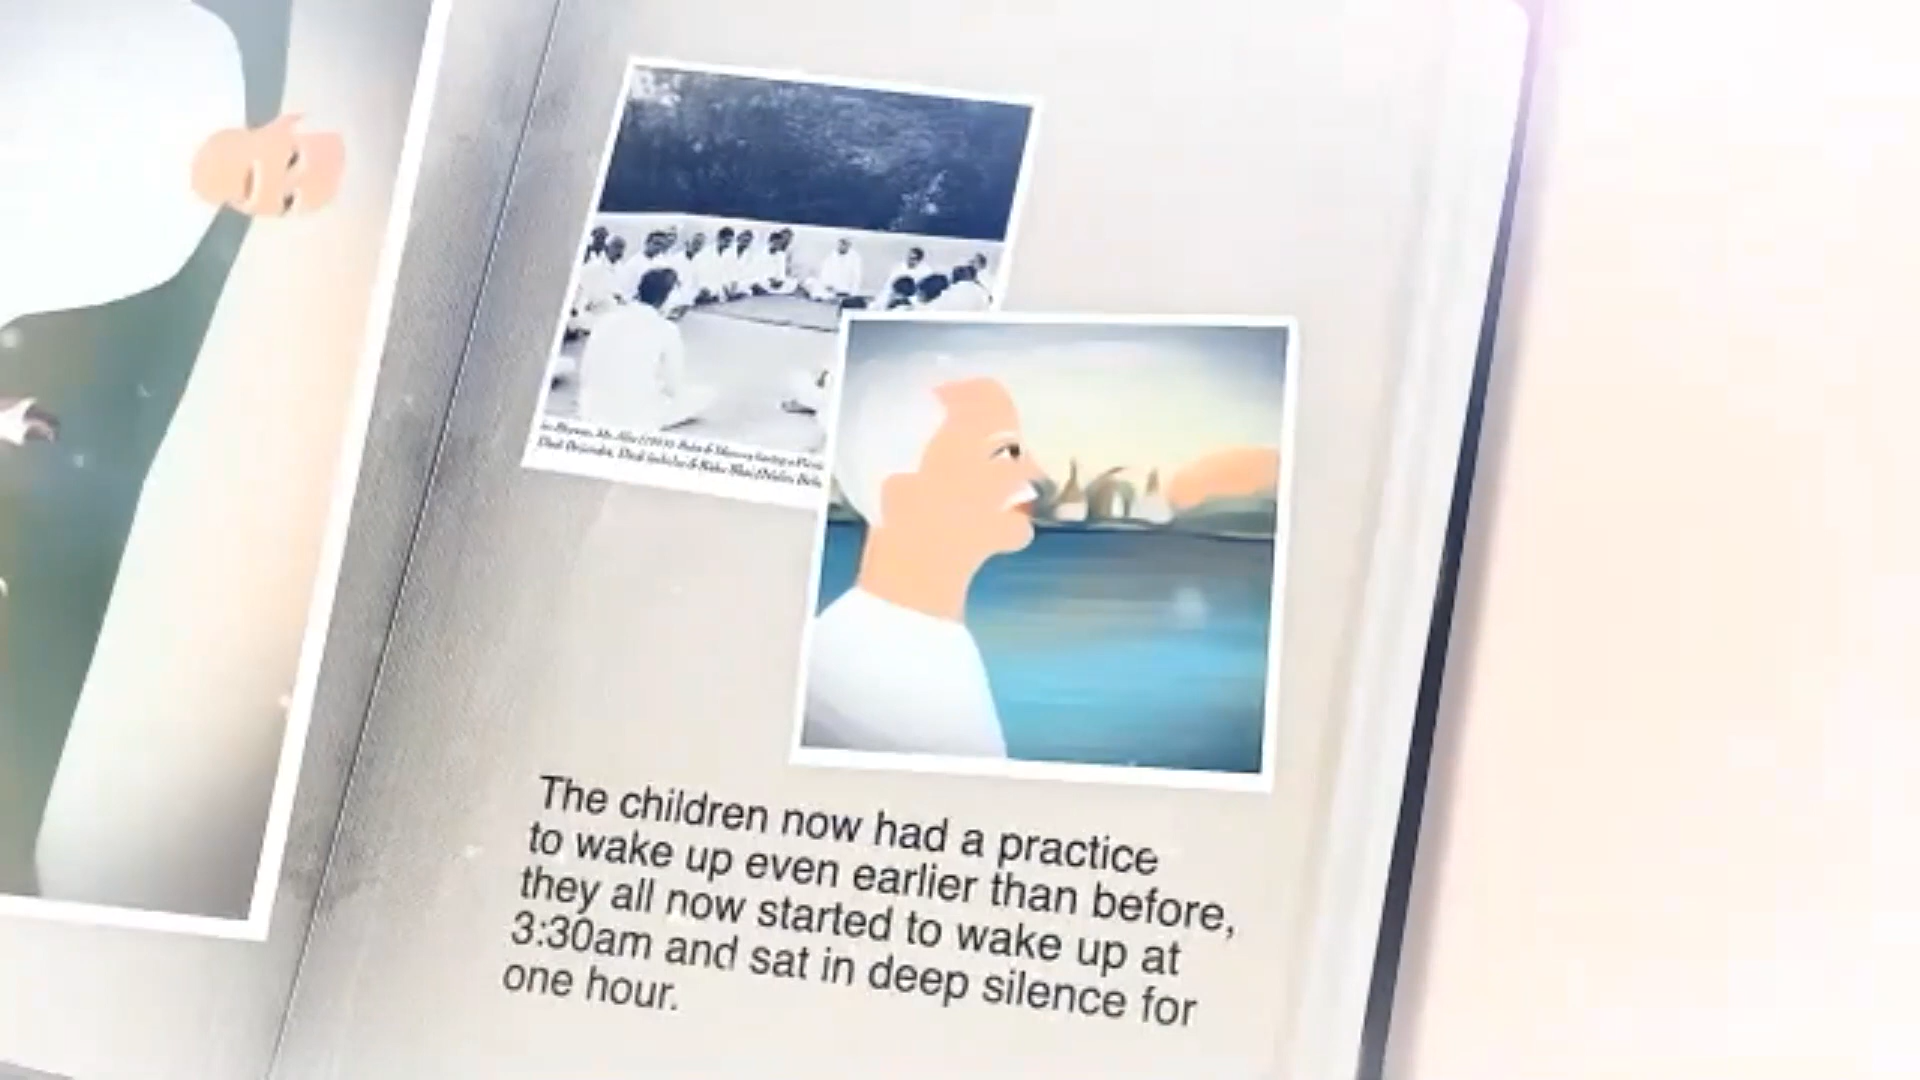 The children now had a practice
to wake up even earlier than before,
they all now started to wake up at
3:30am and sat in deep silence for
one hour.